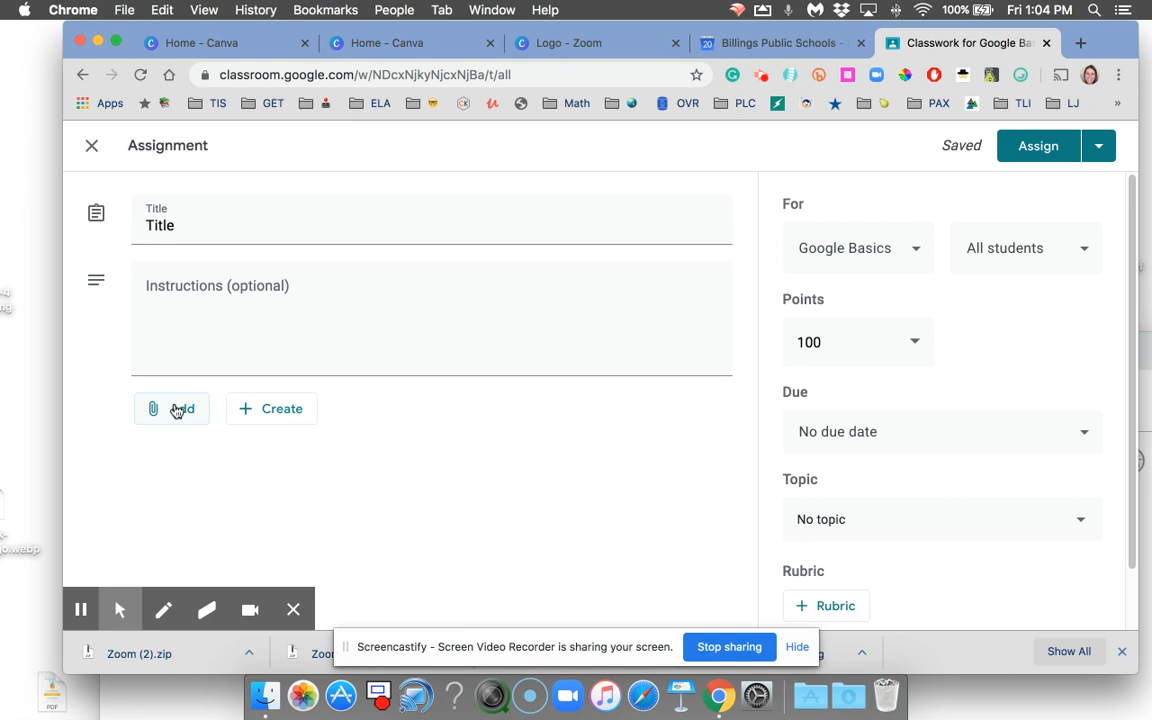 Chrome File Edit View History Bookmarks People Tab Window Help 100% Fri 1:04 PM
Home - Canva Home - Canva Logo - Zoom Billings Public Schools - Classwork for Google Ba
classroom.google.com/w/NDcxNjkyNjcxNjBa/t/all
Apps TIS GET ELA Math OVR PLC PAX TLI LJ »
Assignment Saved Assign
Title
Title
Instructions (optional)
Create
For
Google Basics All students
Points
100
Due
No due date
Topic
No topic
Rubric
Rubric
Screencastify - Screen Video Recorder is sharing your screen. Stop sharing Hide
Zoom (2).zip Show All
PDF